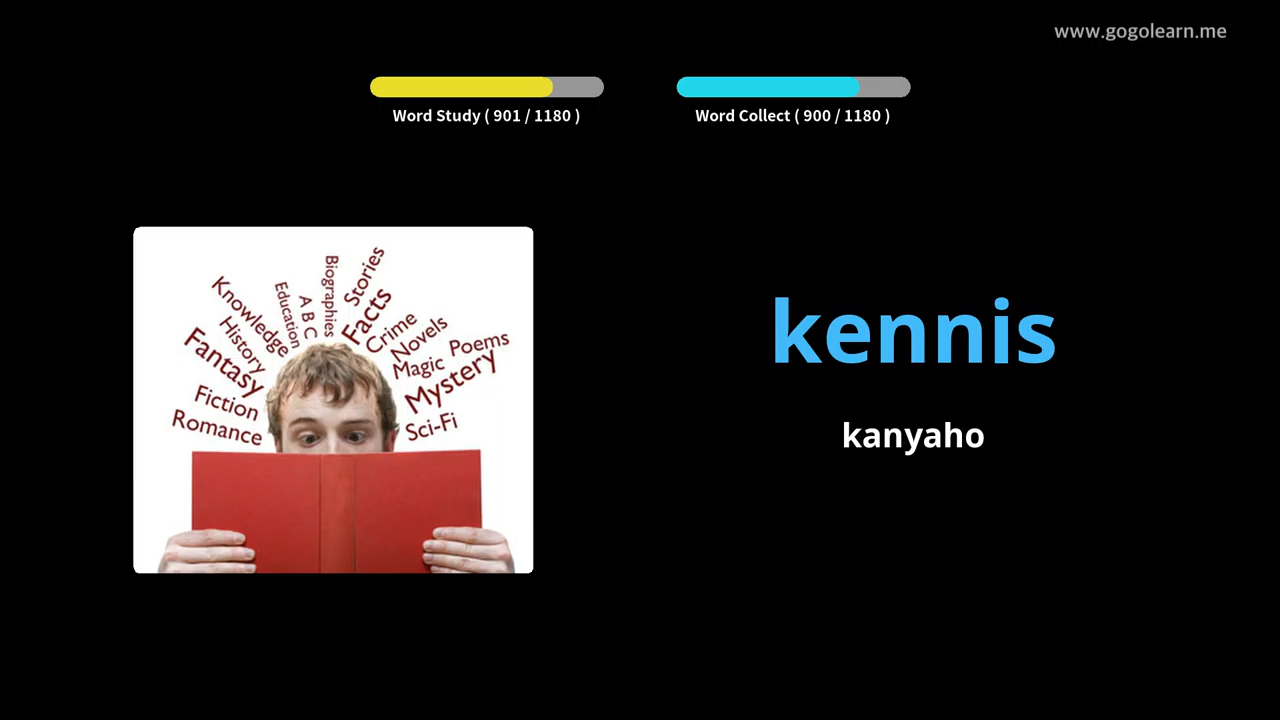 www.gogolearn.me
Word Study ( 901 / 1180 )
Word Collect ( 900 / 1180 )
Biographies
Stories
Education
A B C
Facts
Knowledge
Crime
History
Novels
Fantasy
Magic
Poems
Mystery
Fiction
Romance
Sci-Fi
kennis
kanyaho